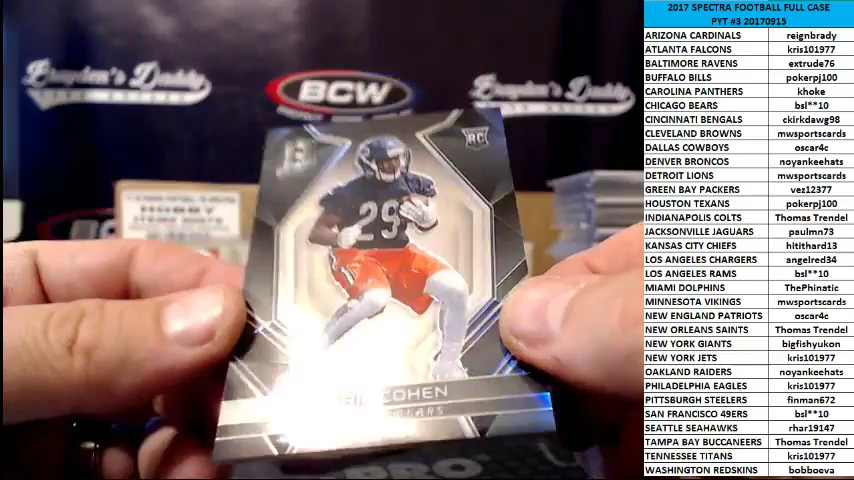 Brayden's Daddy
BCW
Brayden's Daddy
HOBBY
RC
29
COHEN
BEARS
PRO
2017 SPECTRA FOOTBALL FULL CASE
PYT #3 20170915
ARIZONA CARDINALS reignbrady
ATLANTA FALCONS kris101977
BALTIMORE RAVENS extrude76
BUFFALO BILLS pokerpj100
CAROLINA PANTHERS khoke
CHICAGO BEARS bsl**10
CINCINNATI BENGALS ckirkdawg98
CLEVELAND BROWNS mwsportscards
DALLAS COWBOYS oscar4c
DENVER BRONCOS noyankeehats
DETROIT LIONS mwsportscards
GREEN BAY PACKERS vez12377
HOUSTON TEXANS pokerpj100
INDIANAPOLIS COLTS Thomas Trendel
JACKSONVILLE JAGUARS paulmn73
KANSAS CITY CHIEFS hitithard13
LOS ANGELES CHARGERS angelred34
LOS ANGELES RAMS bsl**10
MIAMI DOLPHINS ThePhinatic
MINNESOTA VIKINGS mwsportscards
NEW ENGLAND PATRIOTS oscar4c
NEW ORLEANS SAINTS Thomas Trendel
NEW YORK GIANTS bigfishyukon
NEW YORK JETS kris101977
OAKLAND RAIDERS noyankeehats
PHILADELPHIA EAGLES kris101977
PITTSBURGH STEELERS finman672
SAN FRANCISCO 49ERS bsl**10
SEATTLE SEAHAWKS rhar19147
TAMPA BAY BUCCANEERS Thomas Trendel
TENNESSEE TITANS kris101977
WASHINGTON REDSKINS bobboeva